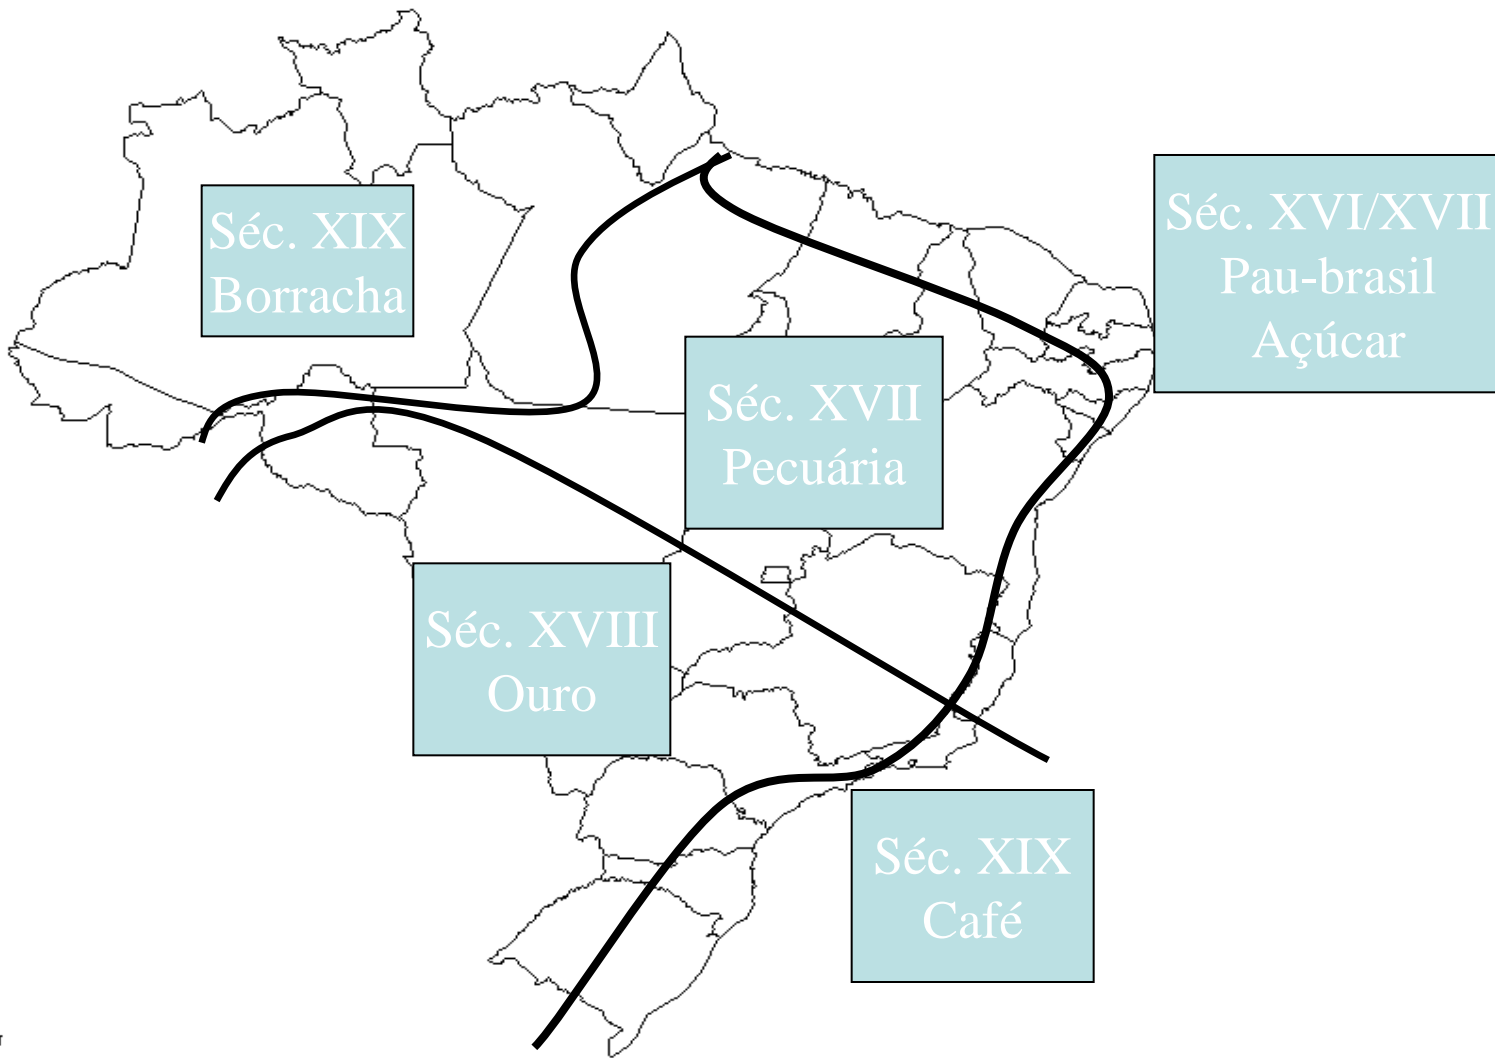 Séc. XIX
Borracha
Séc. XVI/XVII
Pau-brasil
Açúcar
Séc. XVII
Pecuária
Séc. XVIII
Ouro
Séc. XIX
Café